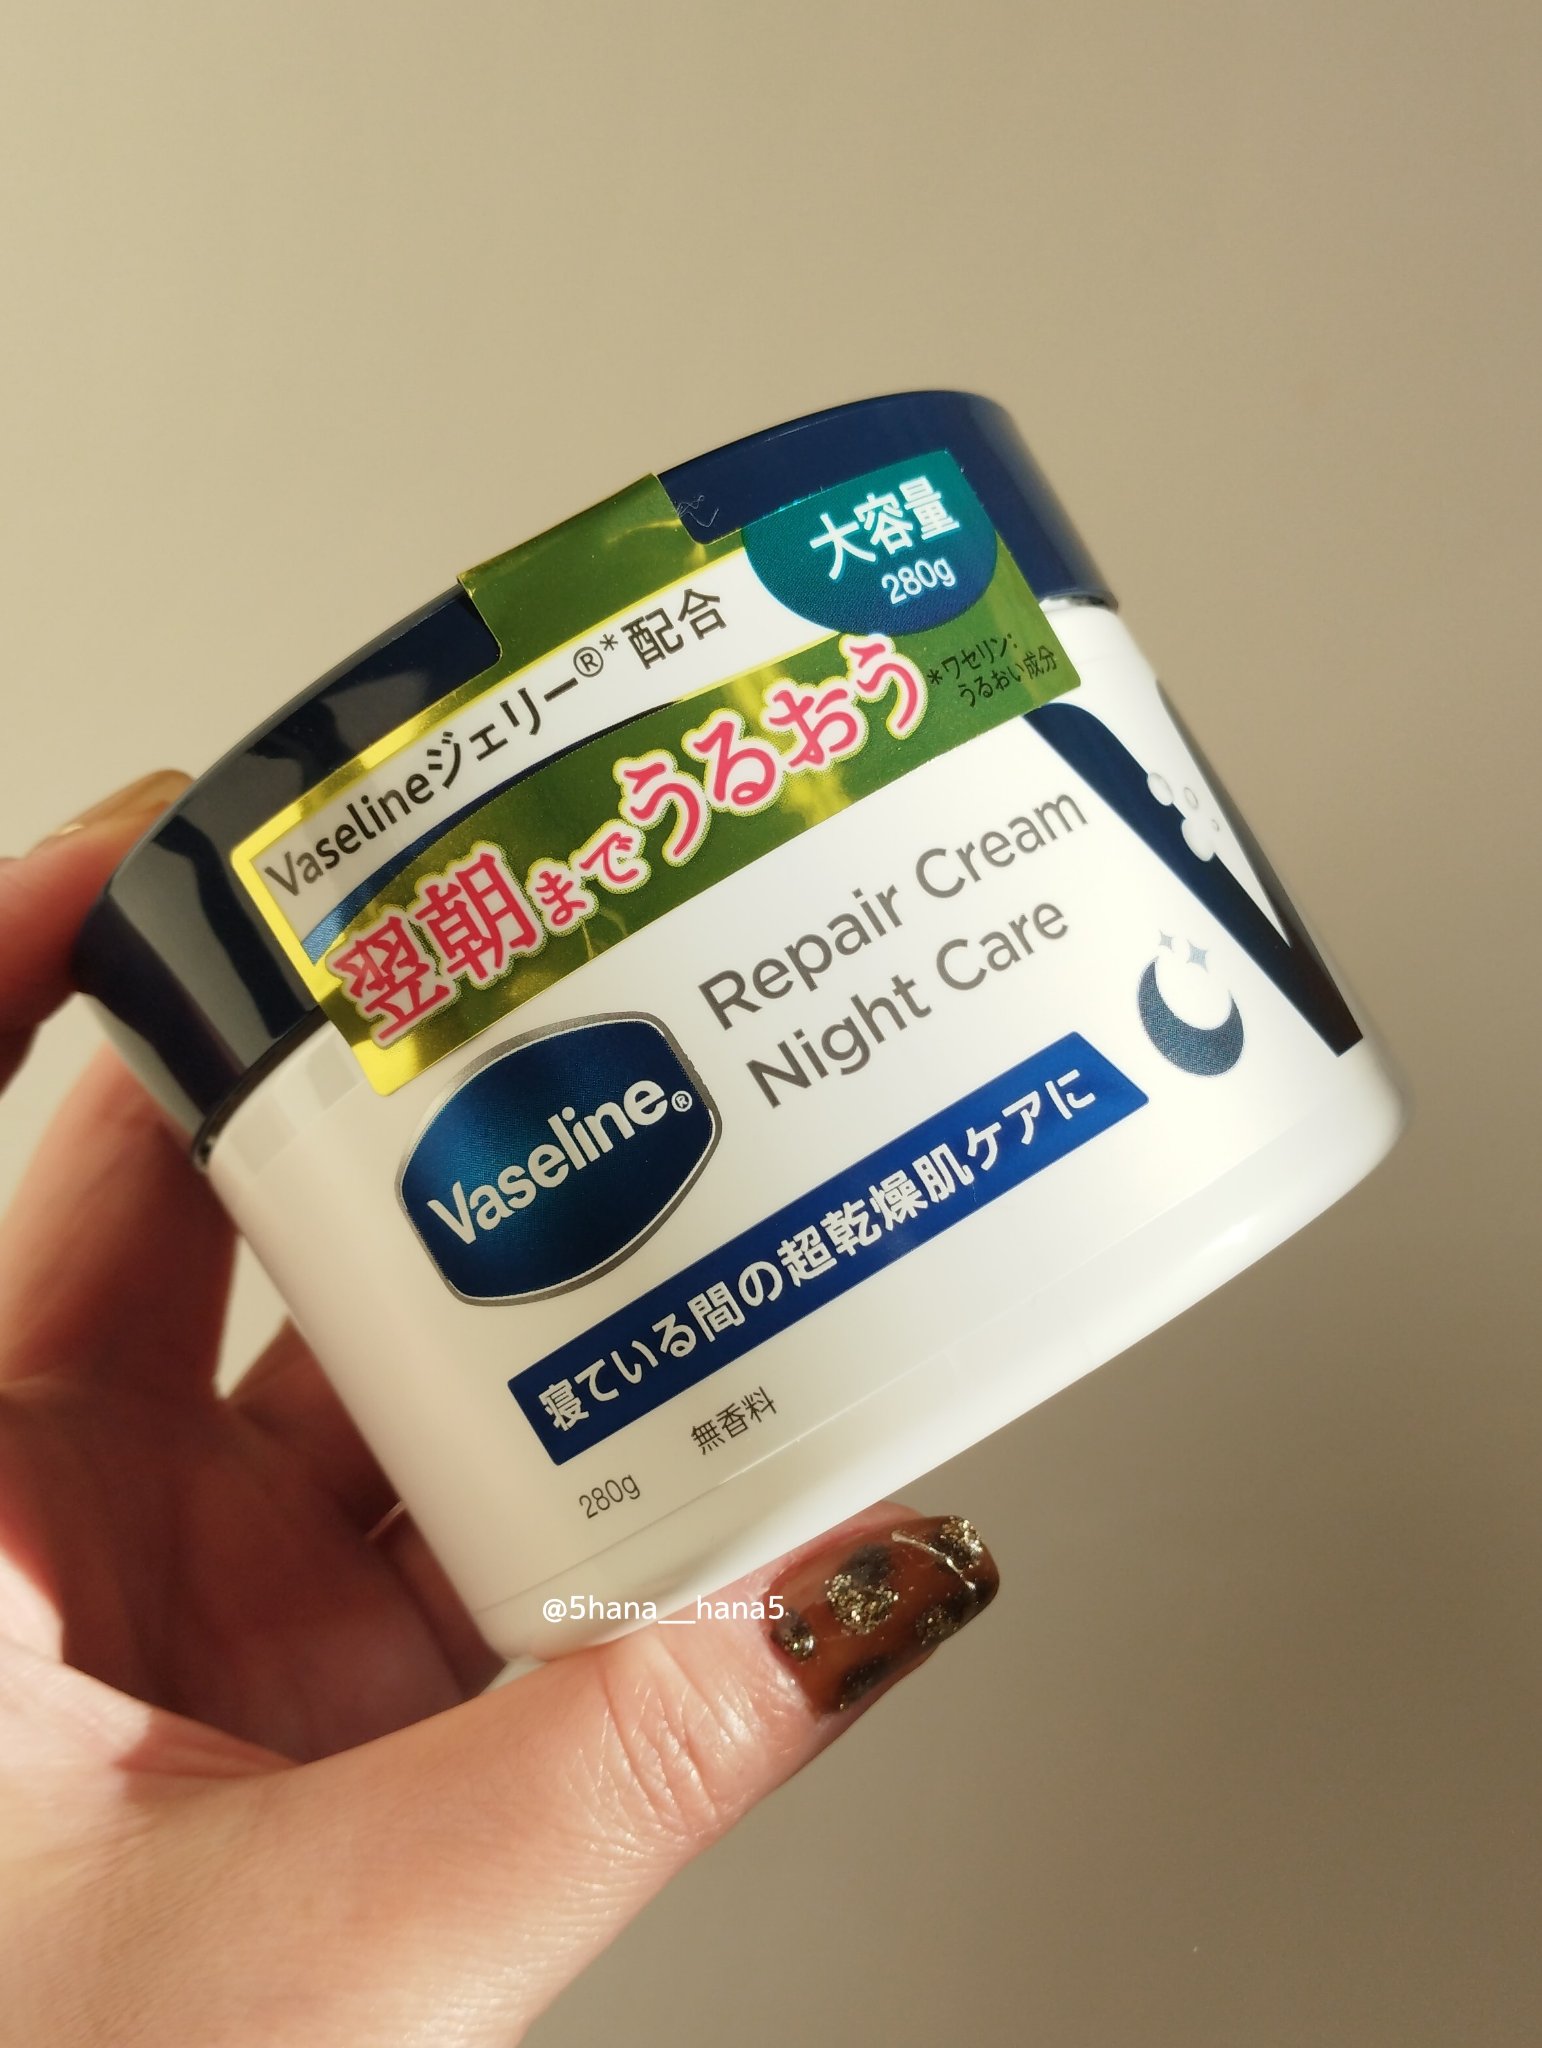 大容量
280g
Vaselineジェリー®*配合
*ワセリン:
うるおい成分
翌朝までうるおう
Repair Cream
Night Care
Vaseline®
寝ている間の超乾燥肌ケアに
無香料
280g
@5hana__hana5